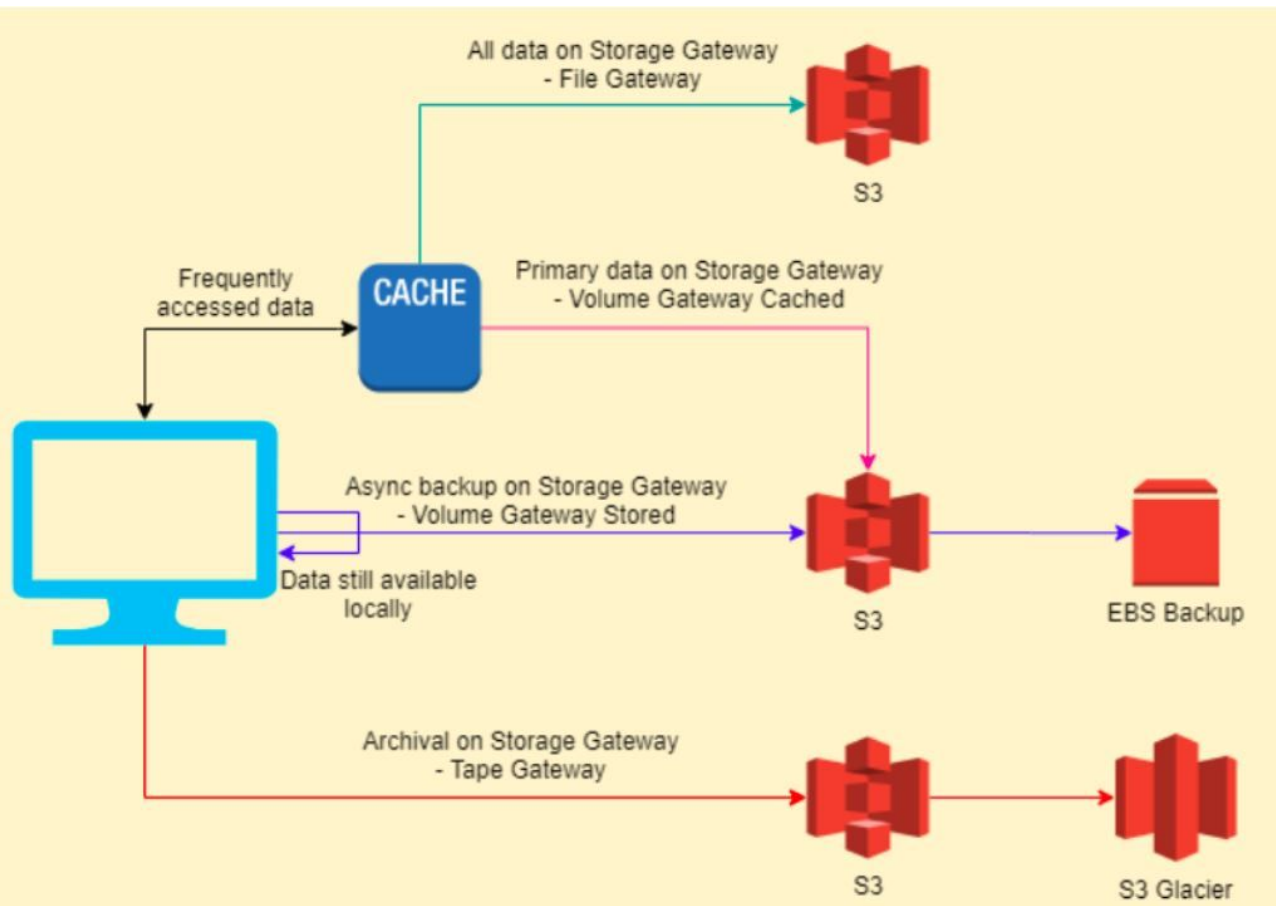 All data on Storage Gateway
- File Gateway
S3
Frequently
accessed data
CACHE
Primary data on Storage Gateway
- Volume Gateway Cached
Async backup on Storage Gateway
- Volume Gateway Stored
Data still available
locally
S3
EBS Backup
Archival on Storage Gateway
- Tape Gateway
S3
S3 Glacier